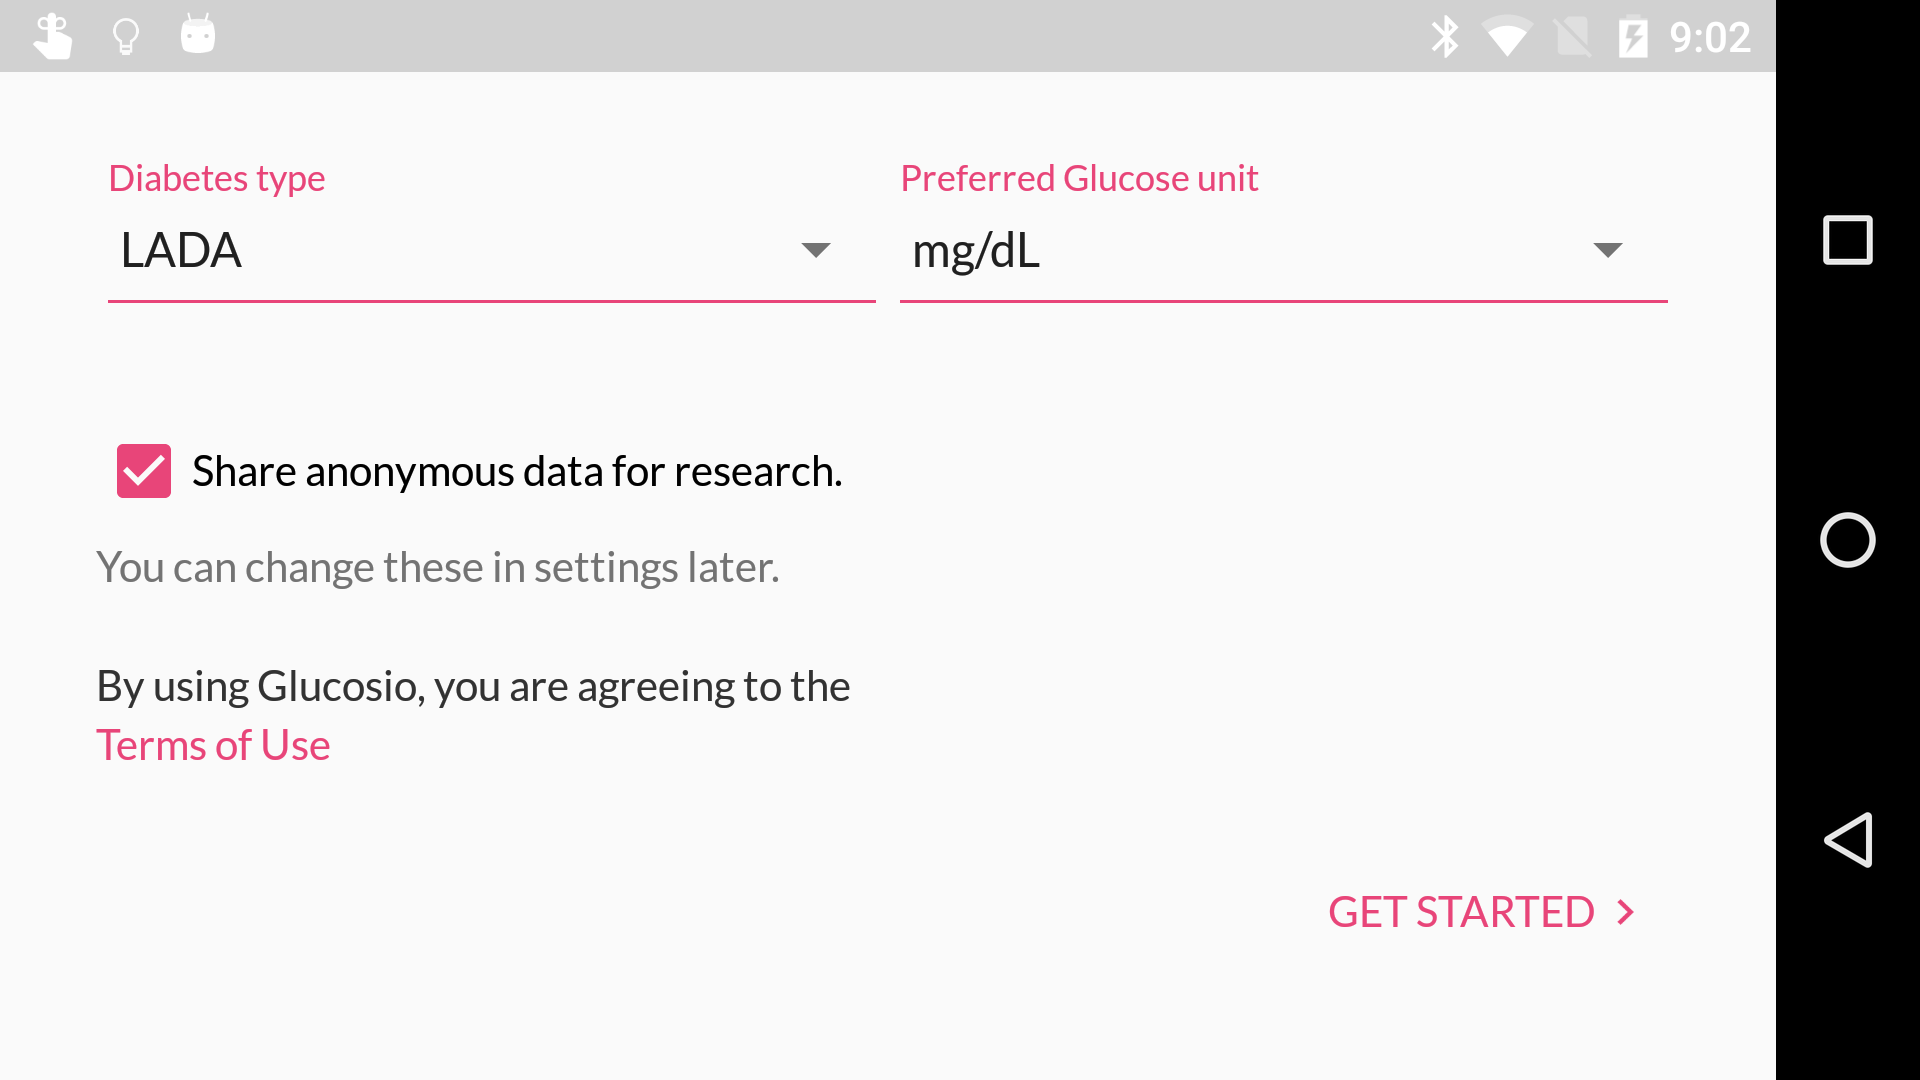 9:02
Diabetes type
Preferred Glucose unit
LADA
mg/dL
Share anonymous data for research.
You can change these in settings later.
By using Glucosio, you are agreeing to the
Terms of Use
GET STARTED